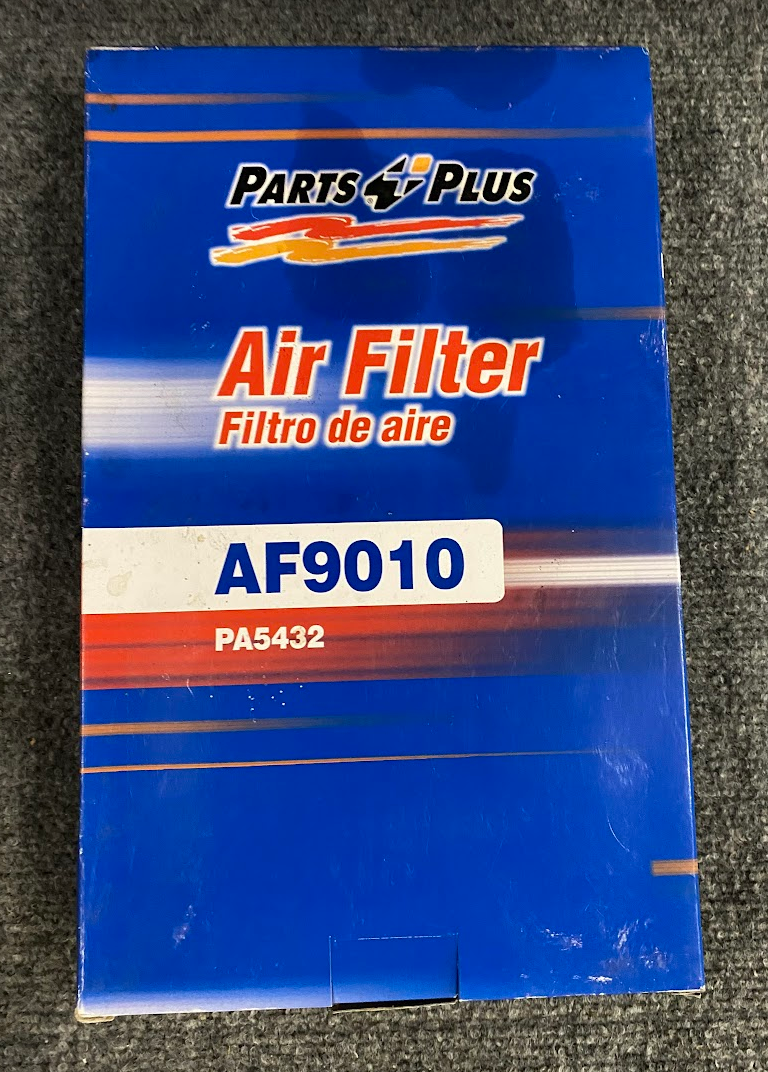 PARTS PLUS
Air Filter
Filtro de aire
AF9010
PA5432